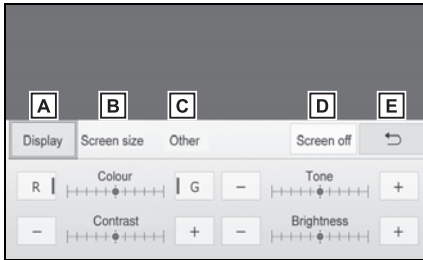 A B C D E
Display Screen size Other Screen off
Colour Tone
R G - +
Contrast Brightness
- + - +